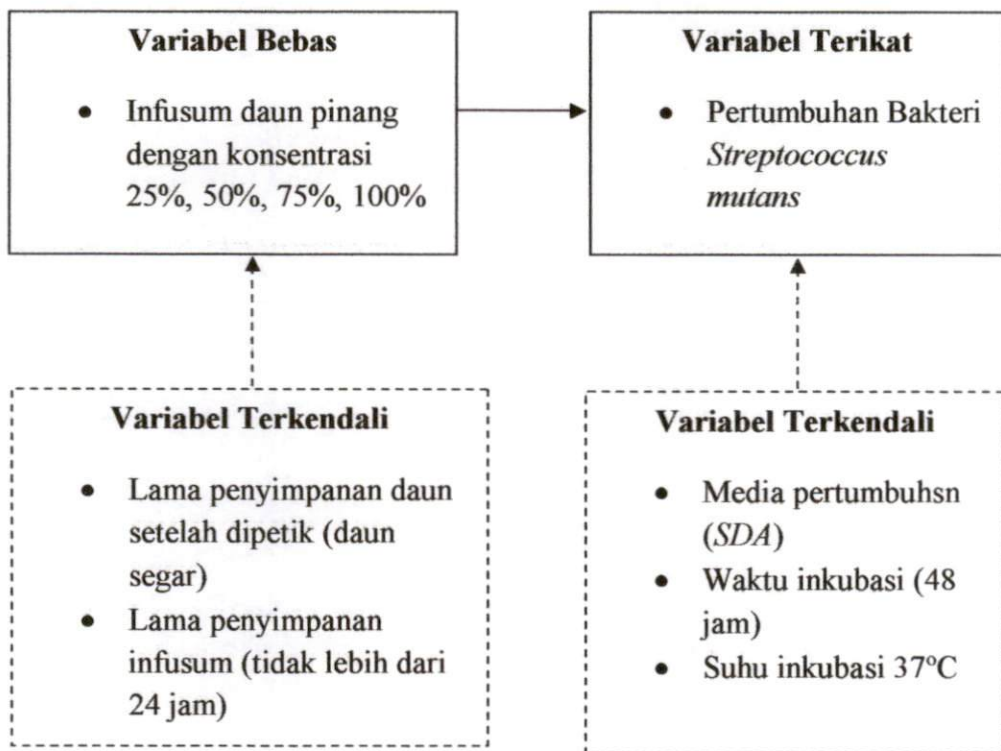 Variabel Bebas
• Infusum daun pinang
dengan konsentrasi
25%, 50%, 75%, 100%
Variabel Terikat
• Pertumbuhan Bakteri
Streptococcus
mutans
Variabel Terkendali
• Lama penyimpanan daun
setelah dipetik (daun
segar)
• Lama penyimpanan
infusum (tidak lebih dari
24 jam)
Variabel Terkendali
• Media pertumbuhsn
(SDA)
• Waktu inkubasi (48
jam)
• Suhu inkubasi 37°C